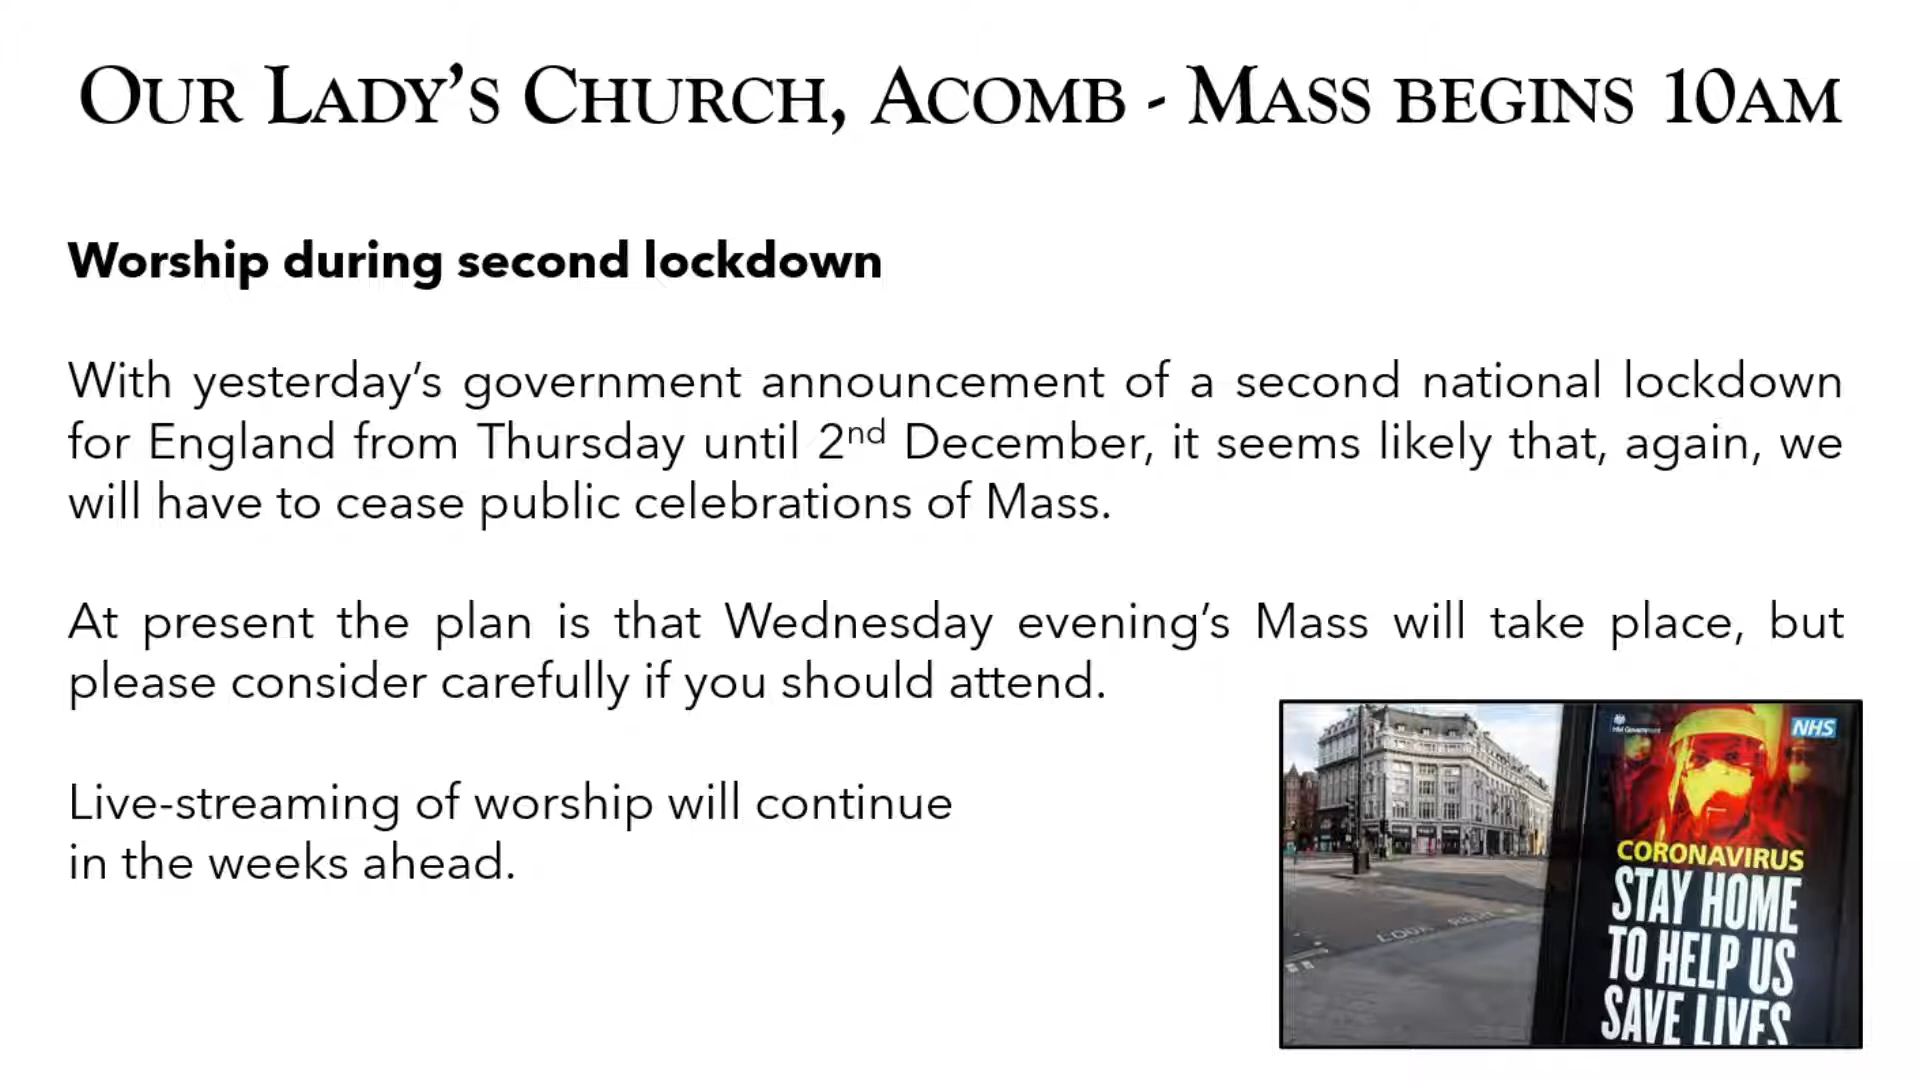 Our Lady’s Church, Acomb - Mass begins 10am
Worship during second lockdown
With yesterday’s government announcement of a second national lockdown
for England from Thursday until 2nd December, it seems likely that, again, we
will have to cease public celebrations of Mass.
At present the plan is that Wednesday evening’s Mass will take place, but
please consider carefully if you should attend.
Live-streaming of worship will continue
in the weeks ahead.
HM Government
NHS
CORONAVIRUS
STAY HOME
TO HELP US
SAVE LIVES
LOOK RIGHT